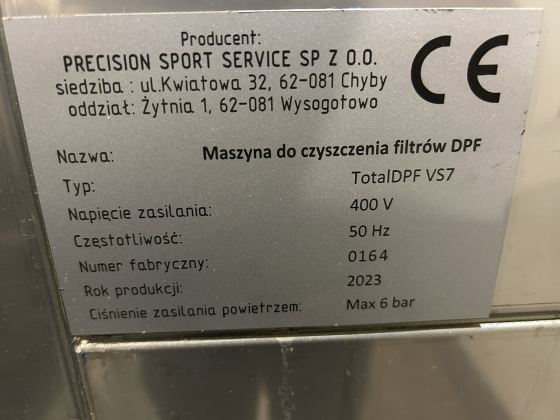 Producent:
PRECISION SPORT SERVICE SP Z O.O.
siedziba : ul.Kwiatowa 32, 62-081 Chyby
oddział: Żytnia 1, 62-081 Wysogotowo
CE
Nazwa: Maszyna do czyszczenia filtrów DPF
Typ: TotalDPF VS7
Napięcie zasilania: 400 V
Częstotliwość: 50 Hz
Numer fabryczny: 0164
Rok produkcji: 2023
Ciśnienie zasilania powietrzem: Max 6 bar